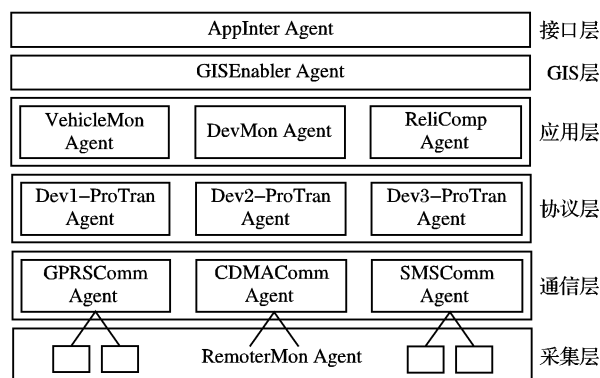 AppInter Agent
接口层
GISEnabler Agent
GIS层
VehicleMon
Agent
DevMon Agent
ReliComp
Agent
应用层
Dev1-ProTran
Agent
Dev2-ProTran
Agent
Dev3-ProTran
Agent
协议层
GPRSComm
Agent
CDMAComm
Agent
SMSComm
Agent
通信层
RemoterMon Agent
采集层